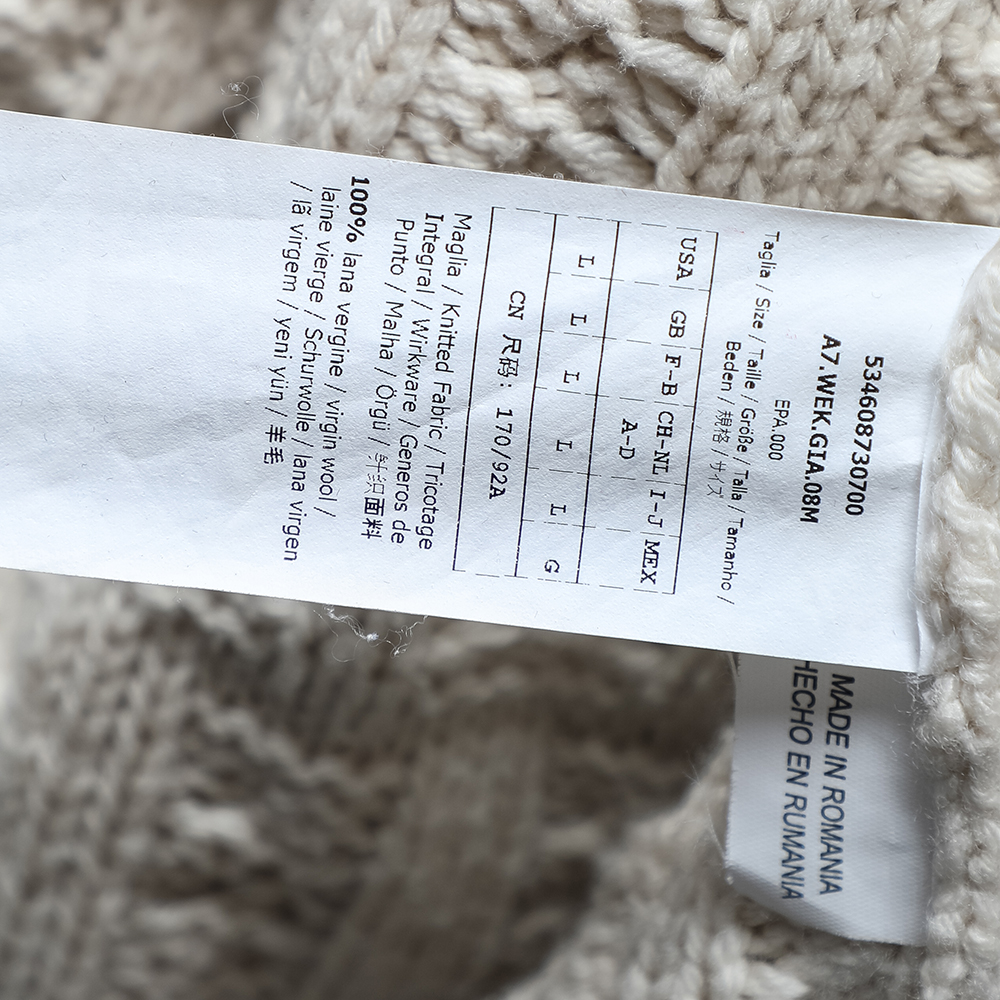 53460873070​0
A7.WEK.GIA.08M
EPA.000
Taglia / Size / Taille / Größe / Talla / Tamanho /
Beden / 規格 / サイズ
USA GB F-B CH-NL I-J MEX
A-D
L L L L L G
CN 尺码: 170/92A
Maglia / Knitted Fabric / Tricotage
Integral / Wirkware / Generos de
Punto / Malha / Örgü / 针织面料
100% lana vergine / virgin wool /
laine vierge / Schurwolle / lana virgen
/ lã virgem / yeni yün / 羊毛
MADE IN ROMANIA
HECHO EN RUMANIA